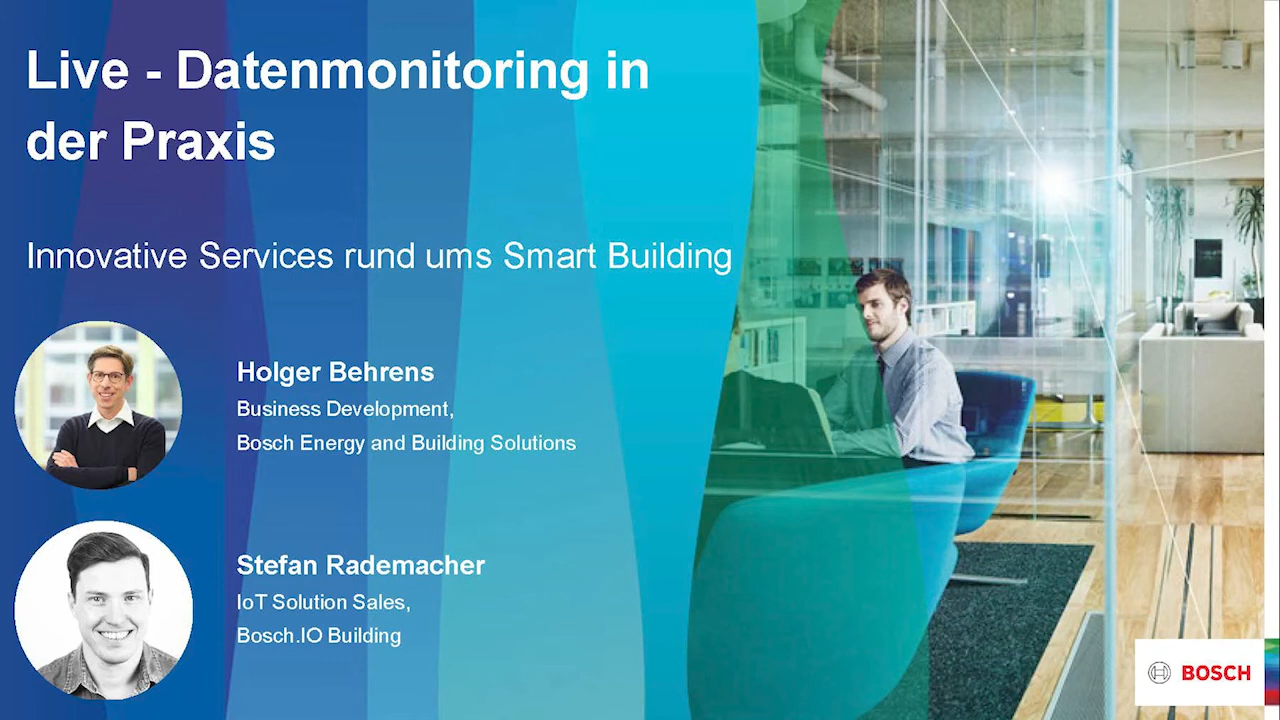 Live - Datenmonitoring in
der Praxis
Innovative Services rund ums Smart Building
Holger Behrens
Business Development,
Bosch Energy and Building Solutions
Stefan Rademacher
IoT Solution Sales,
Bosch.IO Building
BOSCH